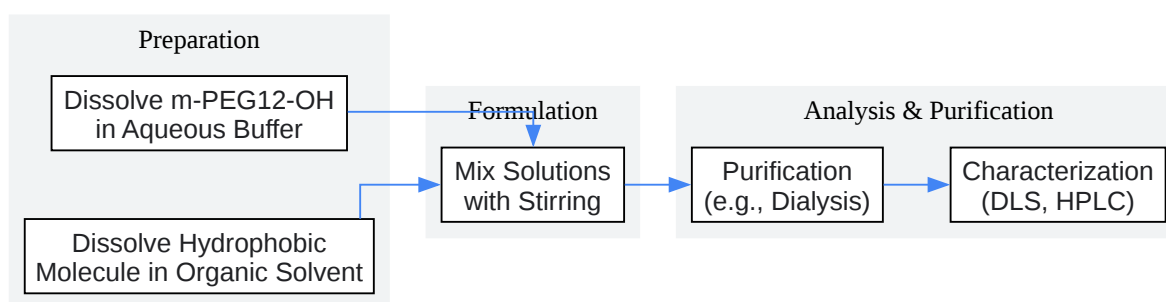 Preparation
Dissolve m-PEG12-OH
in Aqueous Buffer
Dissolve Hydrophobic
Molecule in Organic Solvent
Formulation
Mix Solutions
with Stirring
Analysis & Purification
Purification
(e.g., Dialysis)
Characterization
(DLS, HPLC)